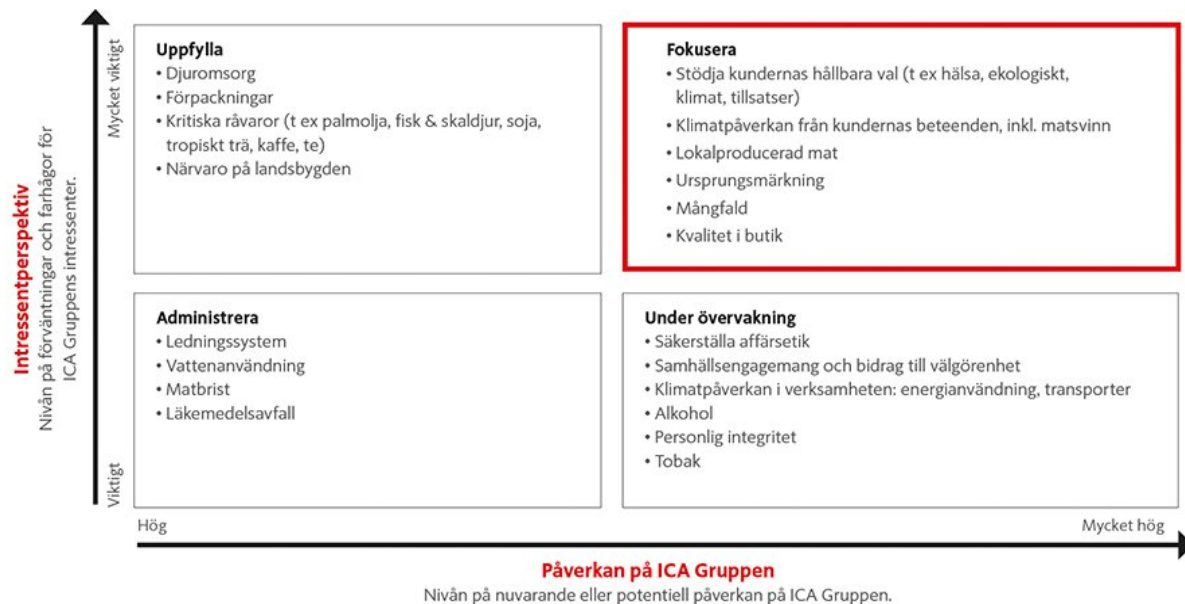 Intressentperspektiv
Nivån på förväntningar och farhågor för
ICA Gruppens intressenter.
Mycket viktigt
Viktigt
Uppfylla
• Djuromsorg
• Förpackningar
• Kritiska råvaror (t ex palmolja, fisk & skaldjur, soja,
tropiskt trä, kaffe, te)
• Närvaro på landsbygden
Fokusera
• Stödja kundernas hållbara val (t ex hälsa, ekologiskt,
klimat, tillsatser)
• Klimatpåverkan från kundernas beteenden, inkl. matsvinn
• Lokalproducerad mat
• Ursprungsmärkning
• Mångfald
• Kvalitet i butik
Administrera
• Ledningssystem
• Vattenanvändning
• Matbrist
• Läkemedelsavfall
Under övervakning
• Säkerställa affärsetik
• Samhällsengagemang och bidrag till välgörenhet
• Klimatpåverkan i verksamheten: energianvändning, transporter
• Alkohol
• Personlig integritet
• Tobak
Hög
Mycket hög
Påverkan på ICA Gruppen
Nivån på nuvarande eller potentiell påverkan på ICA Gruppen.